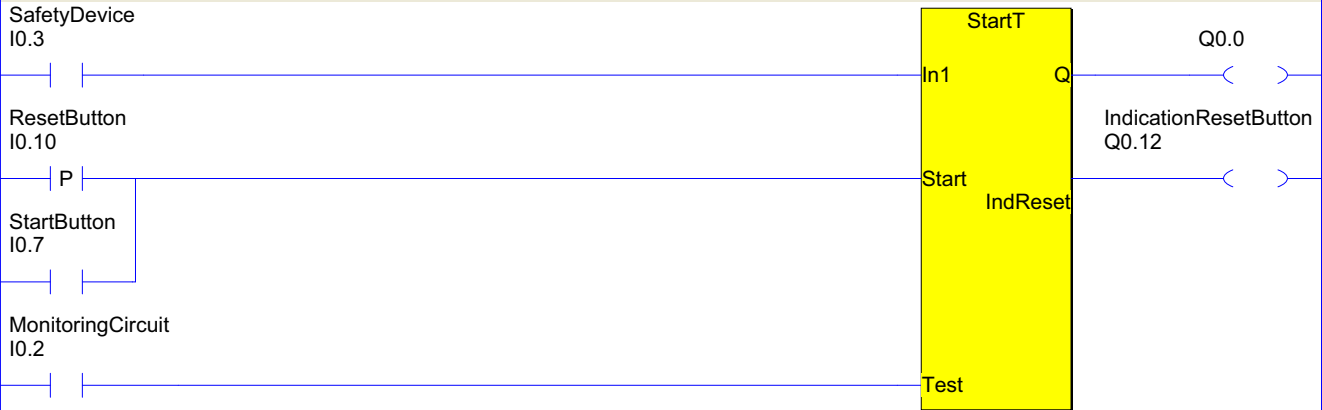 SafetyDevice
I0.3
StartT
Q0.0
In1
Q
ResetButton
I0.10
IndicationResetButton
Q0.12
P
Start
IndReset
StartButton
I0.7
MonitoringCircuit
I0.2
Test